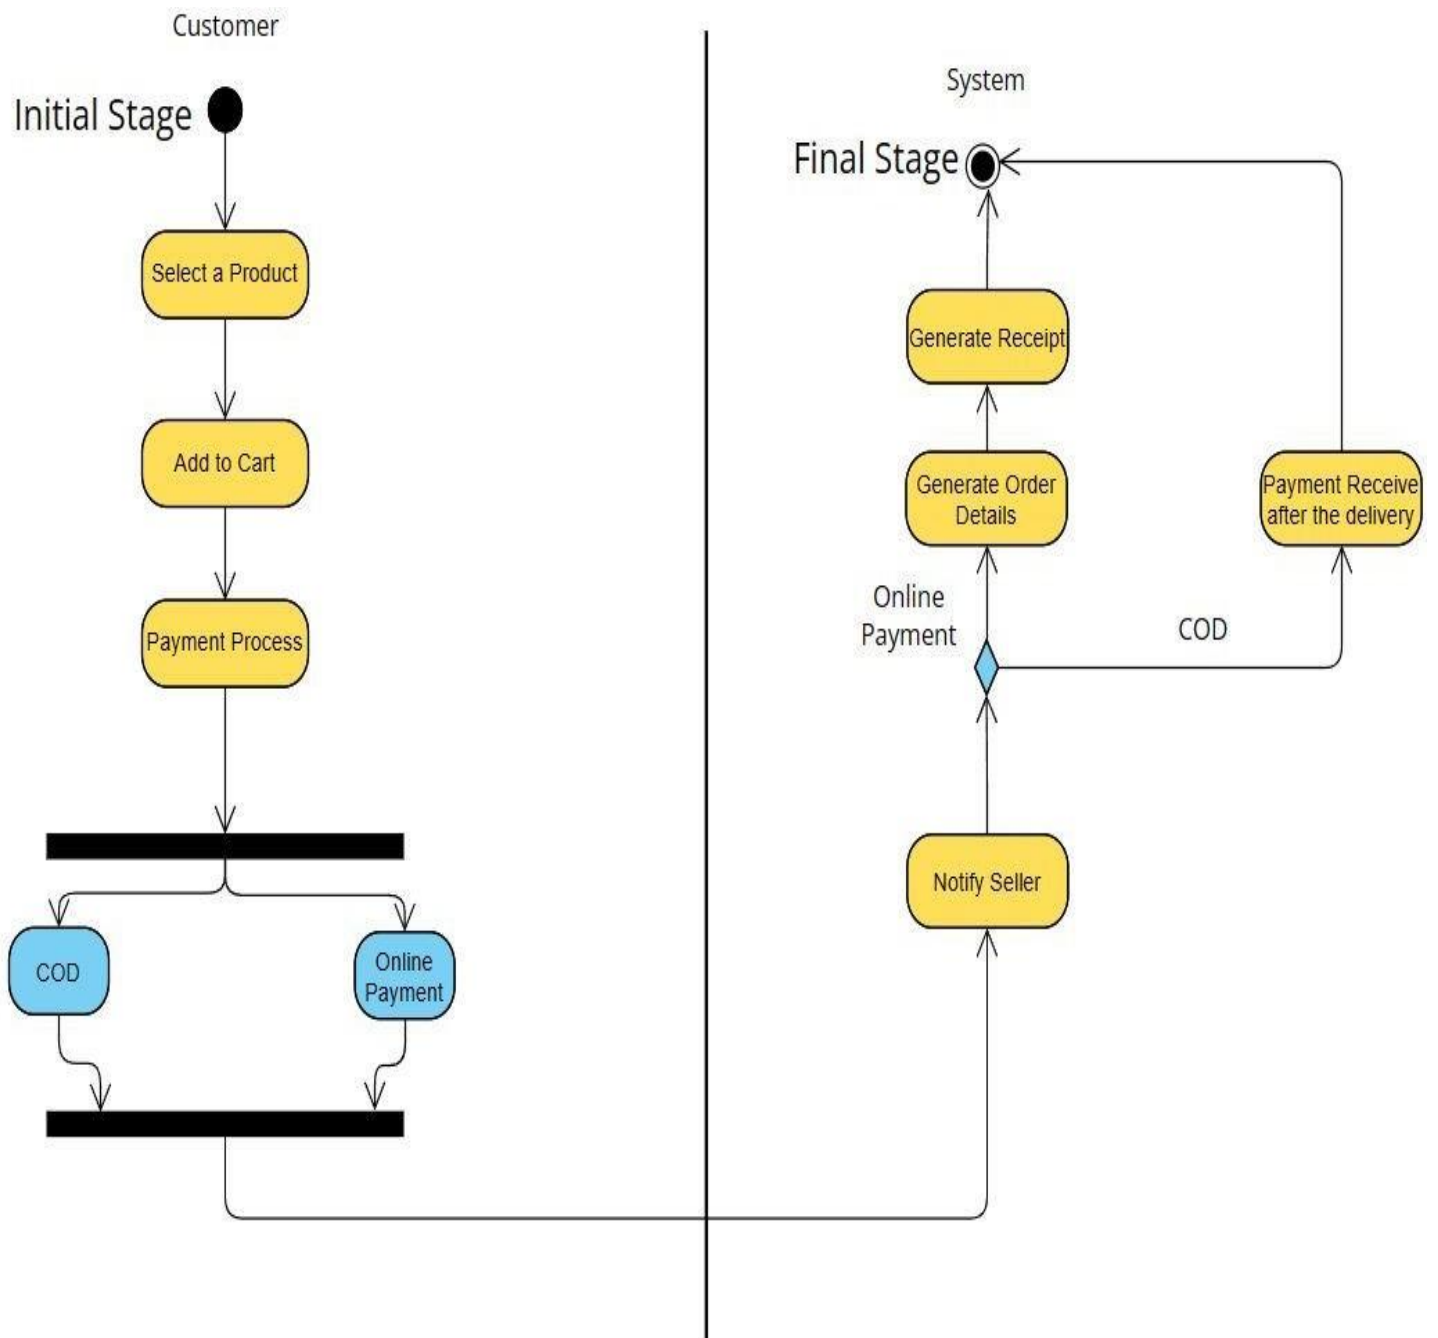 Customer
Initial Stage
Select a Product
Add to Cart
Payment Process
COD
Online
Payment
System
Final Stage
Generate Receipt
Generate Order
Details
Payment Receive
after the delivery
Online
Payment
COD
Notify Seller